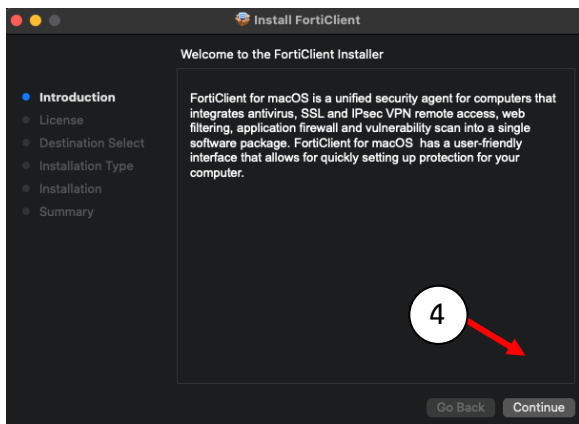 Install FortiClient
Welcome to the FortiClient Installer
Introduction
License
Destination Select
Installation Type
Installation
Summary
FortiClient for macOS is a unified security agent for computers that
integrates antivirus, SSL and IPsec VPN remote access, web
filtering, application firewall and vulnerability scan into a single
software package. FortiClient for macOS  has a user-friendly
interface that allows for quickly setting up protection for your
computer.
4
Go Back
Continue